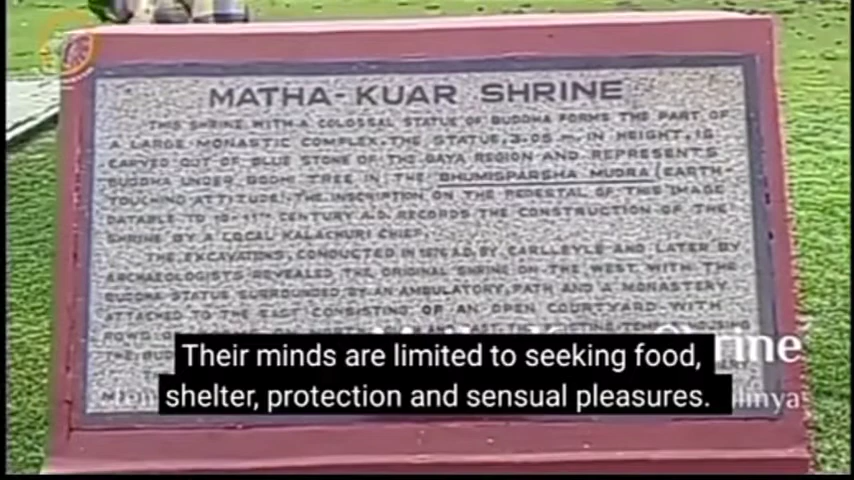 MATHA-KUAR SHRINE
THIS SHRINE WITH A COLOSSAL STATUE OF BUDDHA FORMS THE PART OF
A LARGE MONASTIC COMPLEX. THE STATUE, 3.05 m. IN HEIGHT, IS
CARVED OUT OF BLUE STONE OF THE GAYA REGION AND REPRESENTS
BUDDHA UNDER BODHI TREE IN THE BHUMISPARSHA MUDRA (EARTH-
TOUCHING ATTITUDE). THE INSCRIPTION ON THE PEDESTAL OF THIS IMAGE
DATABLE TO 10-11TH CENTURY A.D. RECORDS THE CONSTRUCTION OF THE
SHRINE BY A LOCAL KALACHURI CHIEF.
THE EXCAVATIONS, CONDUCTED IN 1876 A.D. BY CARLLEYLE AND LATER BY
ARCHAEOLOGISTS REVEALED THE ORIGINAL SHRINE ON THE WEST WITH THE
BUDDHA STATUE SURROUNDED BY AN AMBULATORY PATH AND A MONASTERY
ATTACHED TO THE EAST CONSISTING OF AN OPEN COURTYARD WITH
ROWS
THE
Their minds are limited to seeking food,
shelter, protection and sensual pleasures.